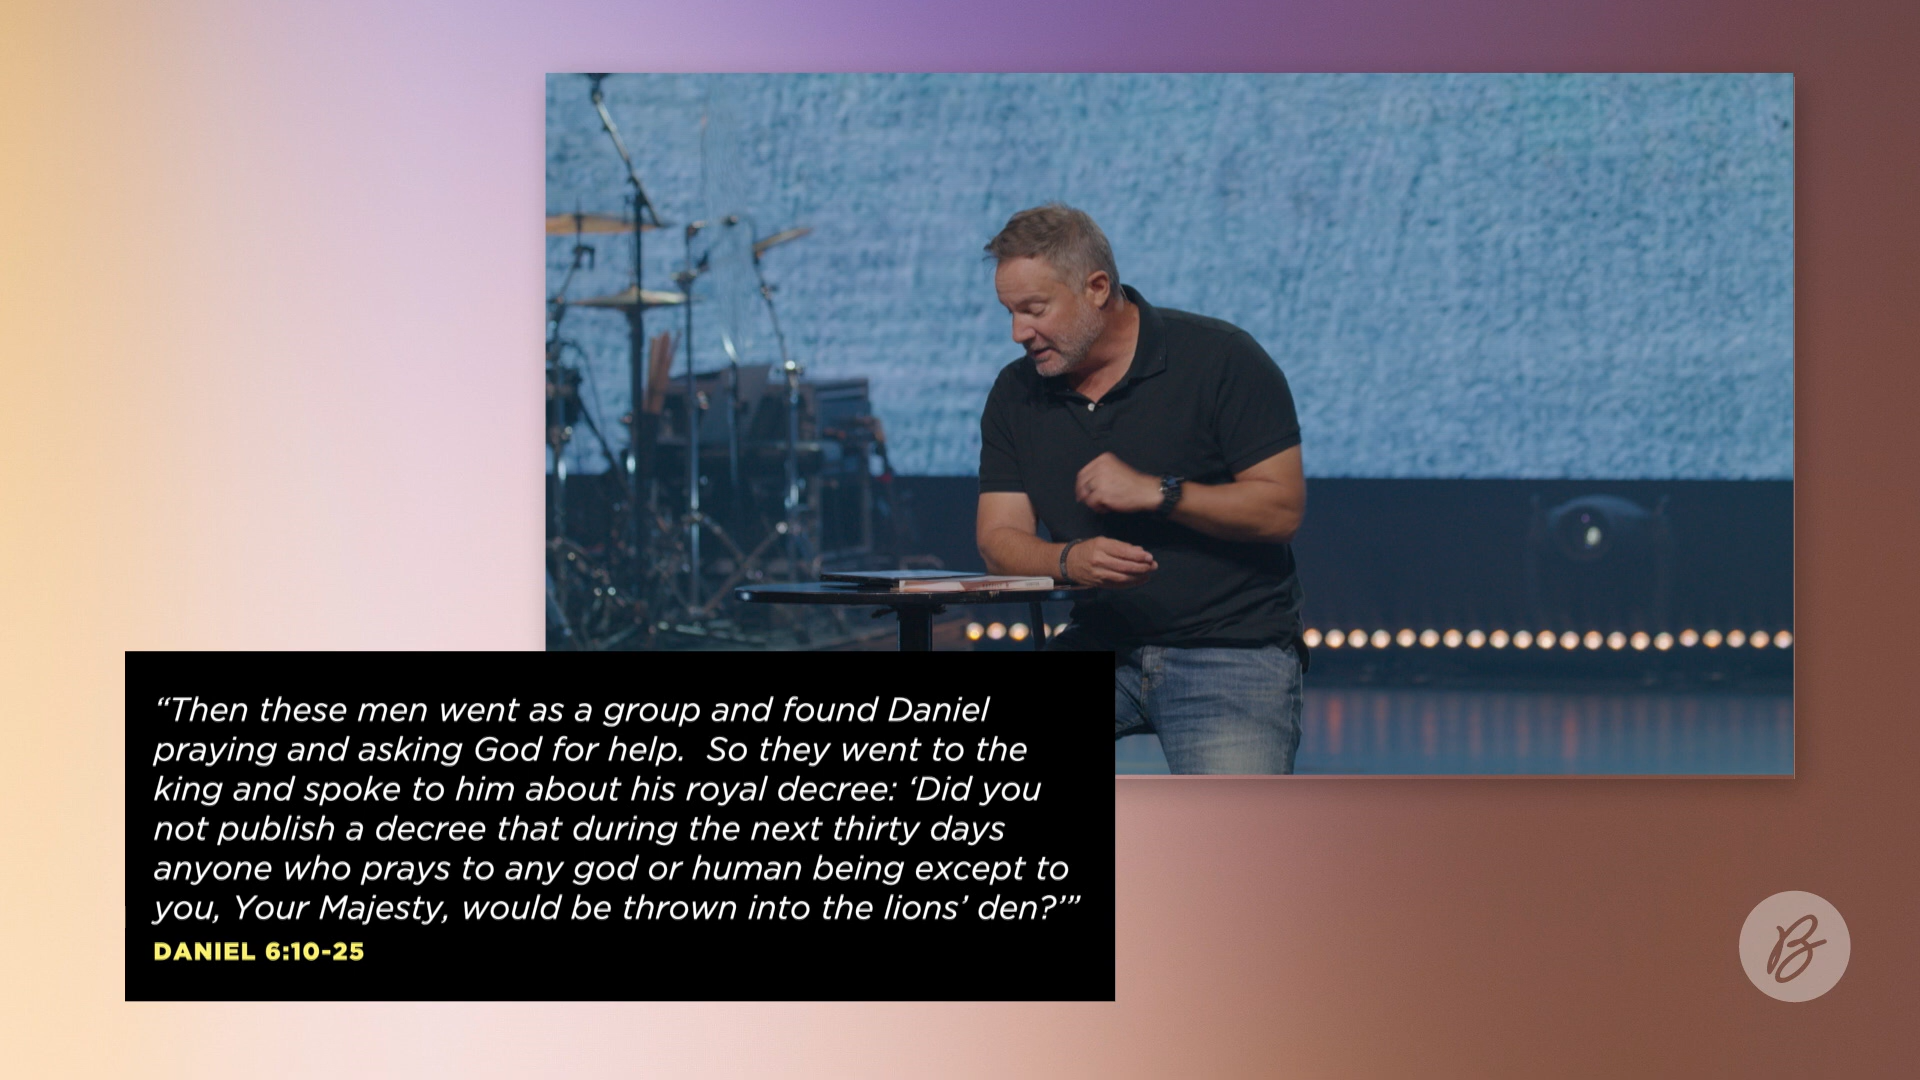 “Then these men went as a group and found Daniel
praying and asking God for help.  So they went to the
king and spoke to him about his royal decree: ‘Did you
not publish a decree that during the next thirty days
anyone who prays to any god or human being except to
you, Your Majesty, would be thrown into the lions’ den?’”
DANIEL 6:10-25
B